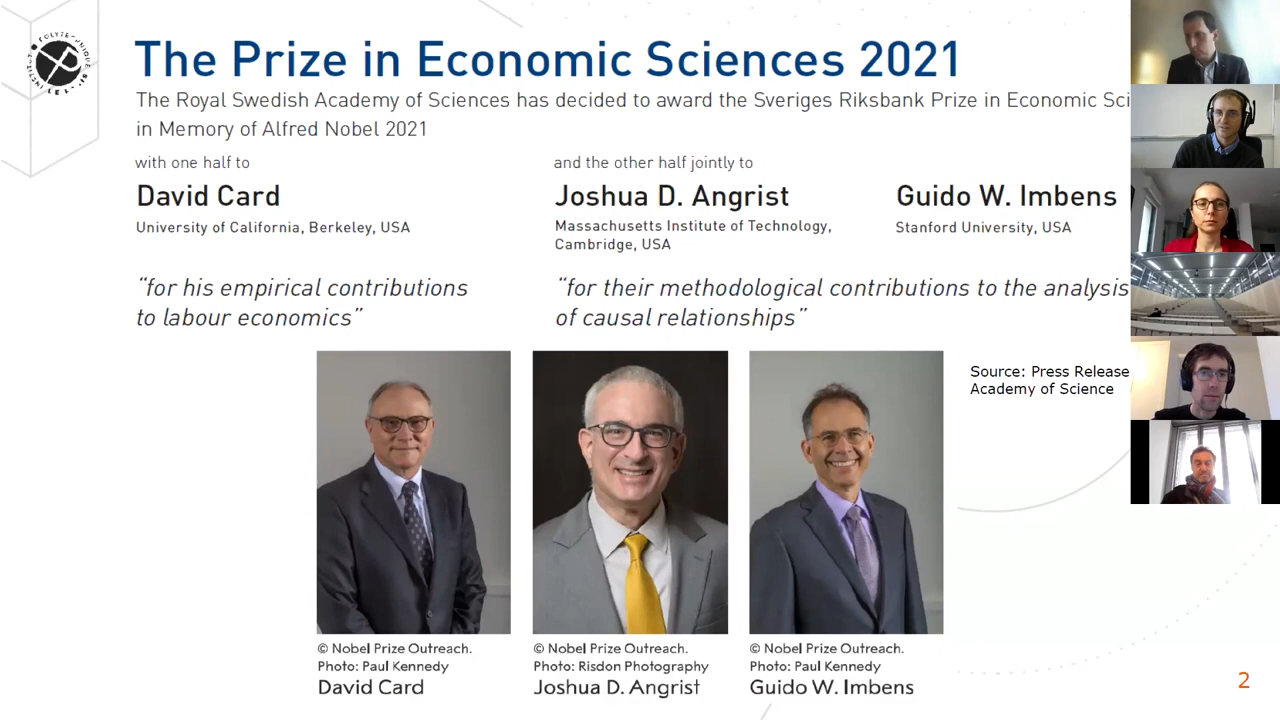 The Prize in Economic Sciences 2021
The Royal Swedish Academy of Sciences has decided to award the Sveriges Riksbank Prize in Economic Sci
in Memory of Alfred Nobel 2021
with one half to
and the other half jointly to
David Card
Joshua D. Angrist
Guido W. Imbens
University of California, Berkeley, USA
Massachusetts Institute of Technology,
Cambridge, USA
Stanford University, USA
“for his empirical contributions
to labour economics”
“for their methodological contributions to the analysis
of causal relationships”
Source: Press Release
Academy of Science
© Nobel Prize Outreach.
Photo: Paul Kennedy
David Card
© Nobel Prize Outreach.
Photo: Risdon Photography
Joshua D. Angrist
© Nobel Prize Outreach.
Photo: Paul Kennedy
Guido W. Imbens
2